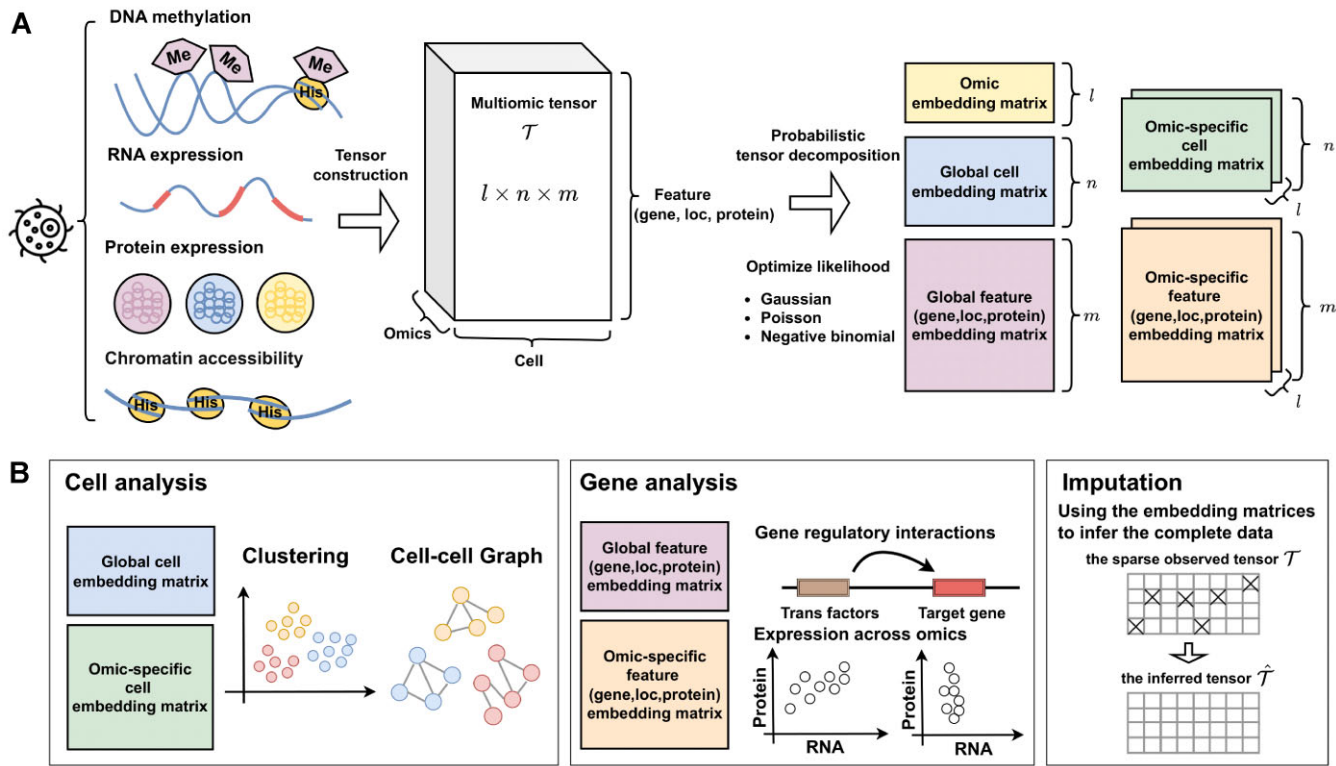 A
DNA methylation
Me
Me
Me
His
RNA expression
Protein expression
Chromatin accessibility
His
His
His
Tensor
construction
Multiomic tensor
𝒯
l × n × m
Feature
(gene, loc, protein)
Omics
Cell
Probabilistic
tensor decomposition
Optimize likelihood
• Gaussian
• Poisson
• Negative binomial
Omic
embedding matrix
l
Global cell
embedding matrix
n
Global feature
(gene,loc,protein)
embedding matrix
m
Omic-specific
cell
embedding matrix
n
l
Omic-specific
feature
(gene,loc,protein)
embedding matrix
m
l
B
Cell analysis
Global cell
embedding matrix
Omic-specific
cell
embedding matrix
Clustering
Cell-cell Graph
Gene analysis
Global feature
(gene,loc,protein)
embedding matrix
Omic-specific
feature
(gene,loc,protein)
embedding matrix
Gene regulatory interactions
Trans factors
Target gene
Expression across omics
Protein
RNA
Protein
RNA
Imputation
Using the embedding matrices
to infer the complete data
the sparse observed tensor 𝒯
the inferred tensor 𝒯̂